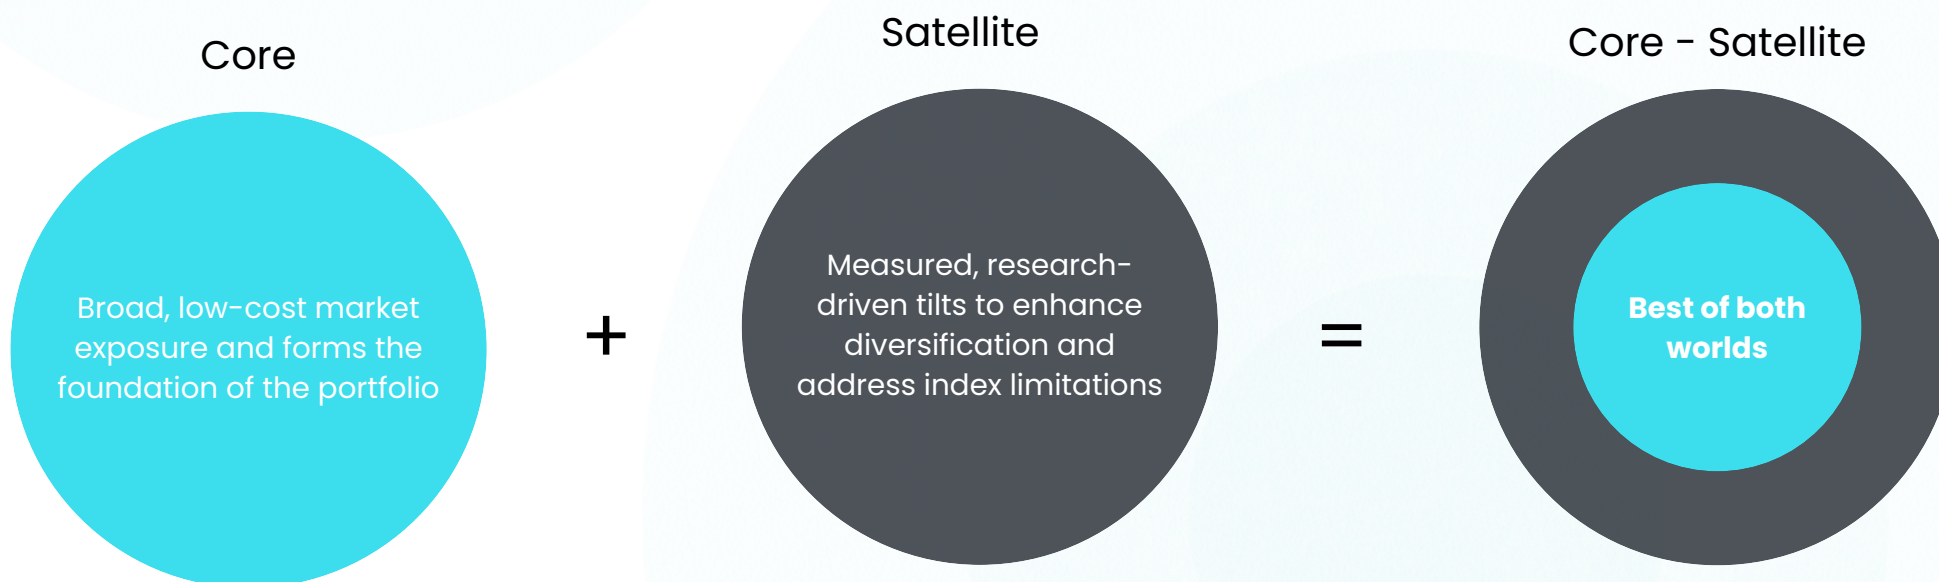 Core
Broad, low-cost market
exposure and forms the
foundation of the portfolio
+
Satellite
Measured, research-
driven tilts to enhance
diversification and
address index limitations
=
Core - Satellite
Best of both
worlds